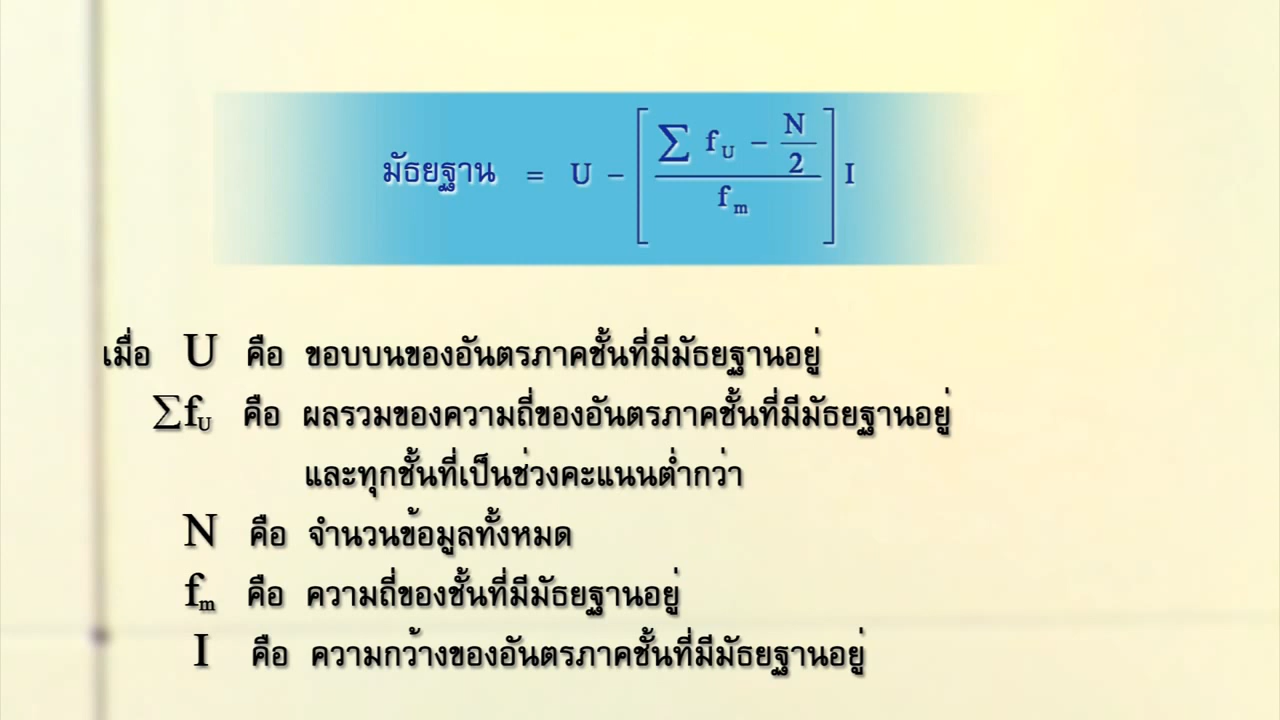 มัธยฐาน = U − [ (∑ f_U − N/2) / f_m ] I
เมื่อ U คือ ขอบบนของอันตรภาคชั้นที่มีมัธยฐานอยู่
∑f_U คือ ผลรวมของความถี่ของอันตรภาคชั้นที่มีมัธยฐานอยู่
และทุกชั้นที่เป็นช่วงคะแนนต่ำกว่า
N คือ จำนวนข้อมูลทั้งหมด
f_m คือ ความถี่ของชั้นที่มีมัธยฐานอยู่
I คือ ความกว้างของอันตรภาคชั้นที่มีมัธยฐานอยู่